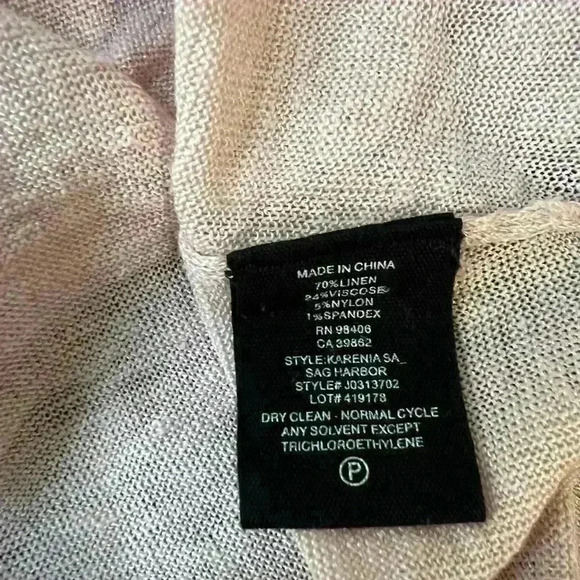 MADE IN CHINA
70%LINEN
24%VISCOSE
5%NYLON
1%SPANDEX
RN 98406
CA 39862
STYLE:KARENIA SA_
SAG HARBOR
STYLE# J0313702
LOT# 419178
DRY CLEAN - NORMAL CYCLE
ANY SOLVENT EXCEPT
TRICHLOROETHYLENE
P